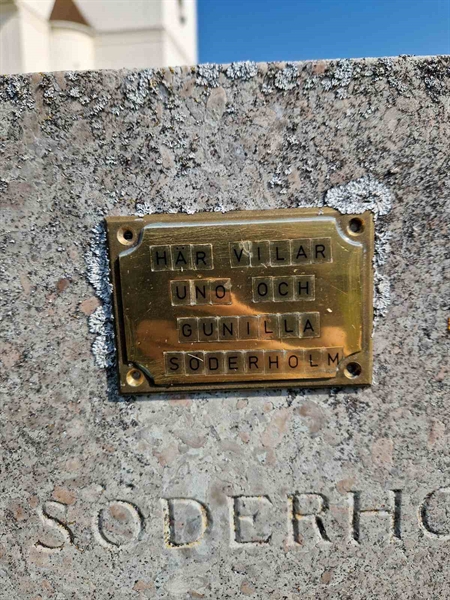 HÄR VILAR
UNO OCH
GUNILLA
SÖDERHOLM
SÖDERHO